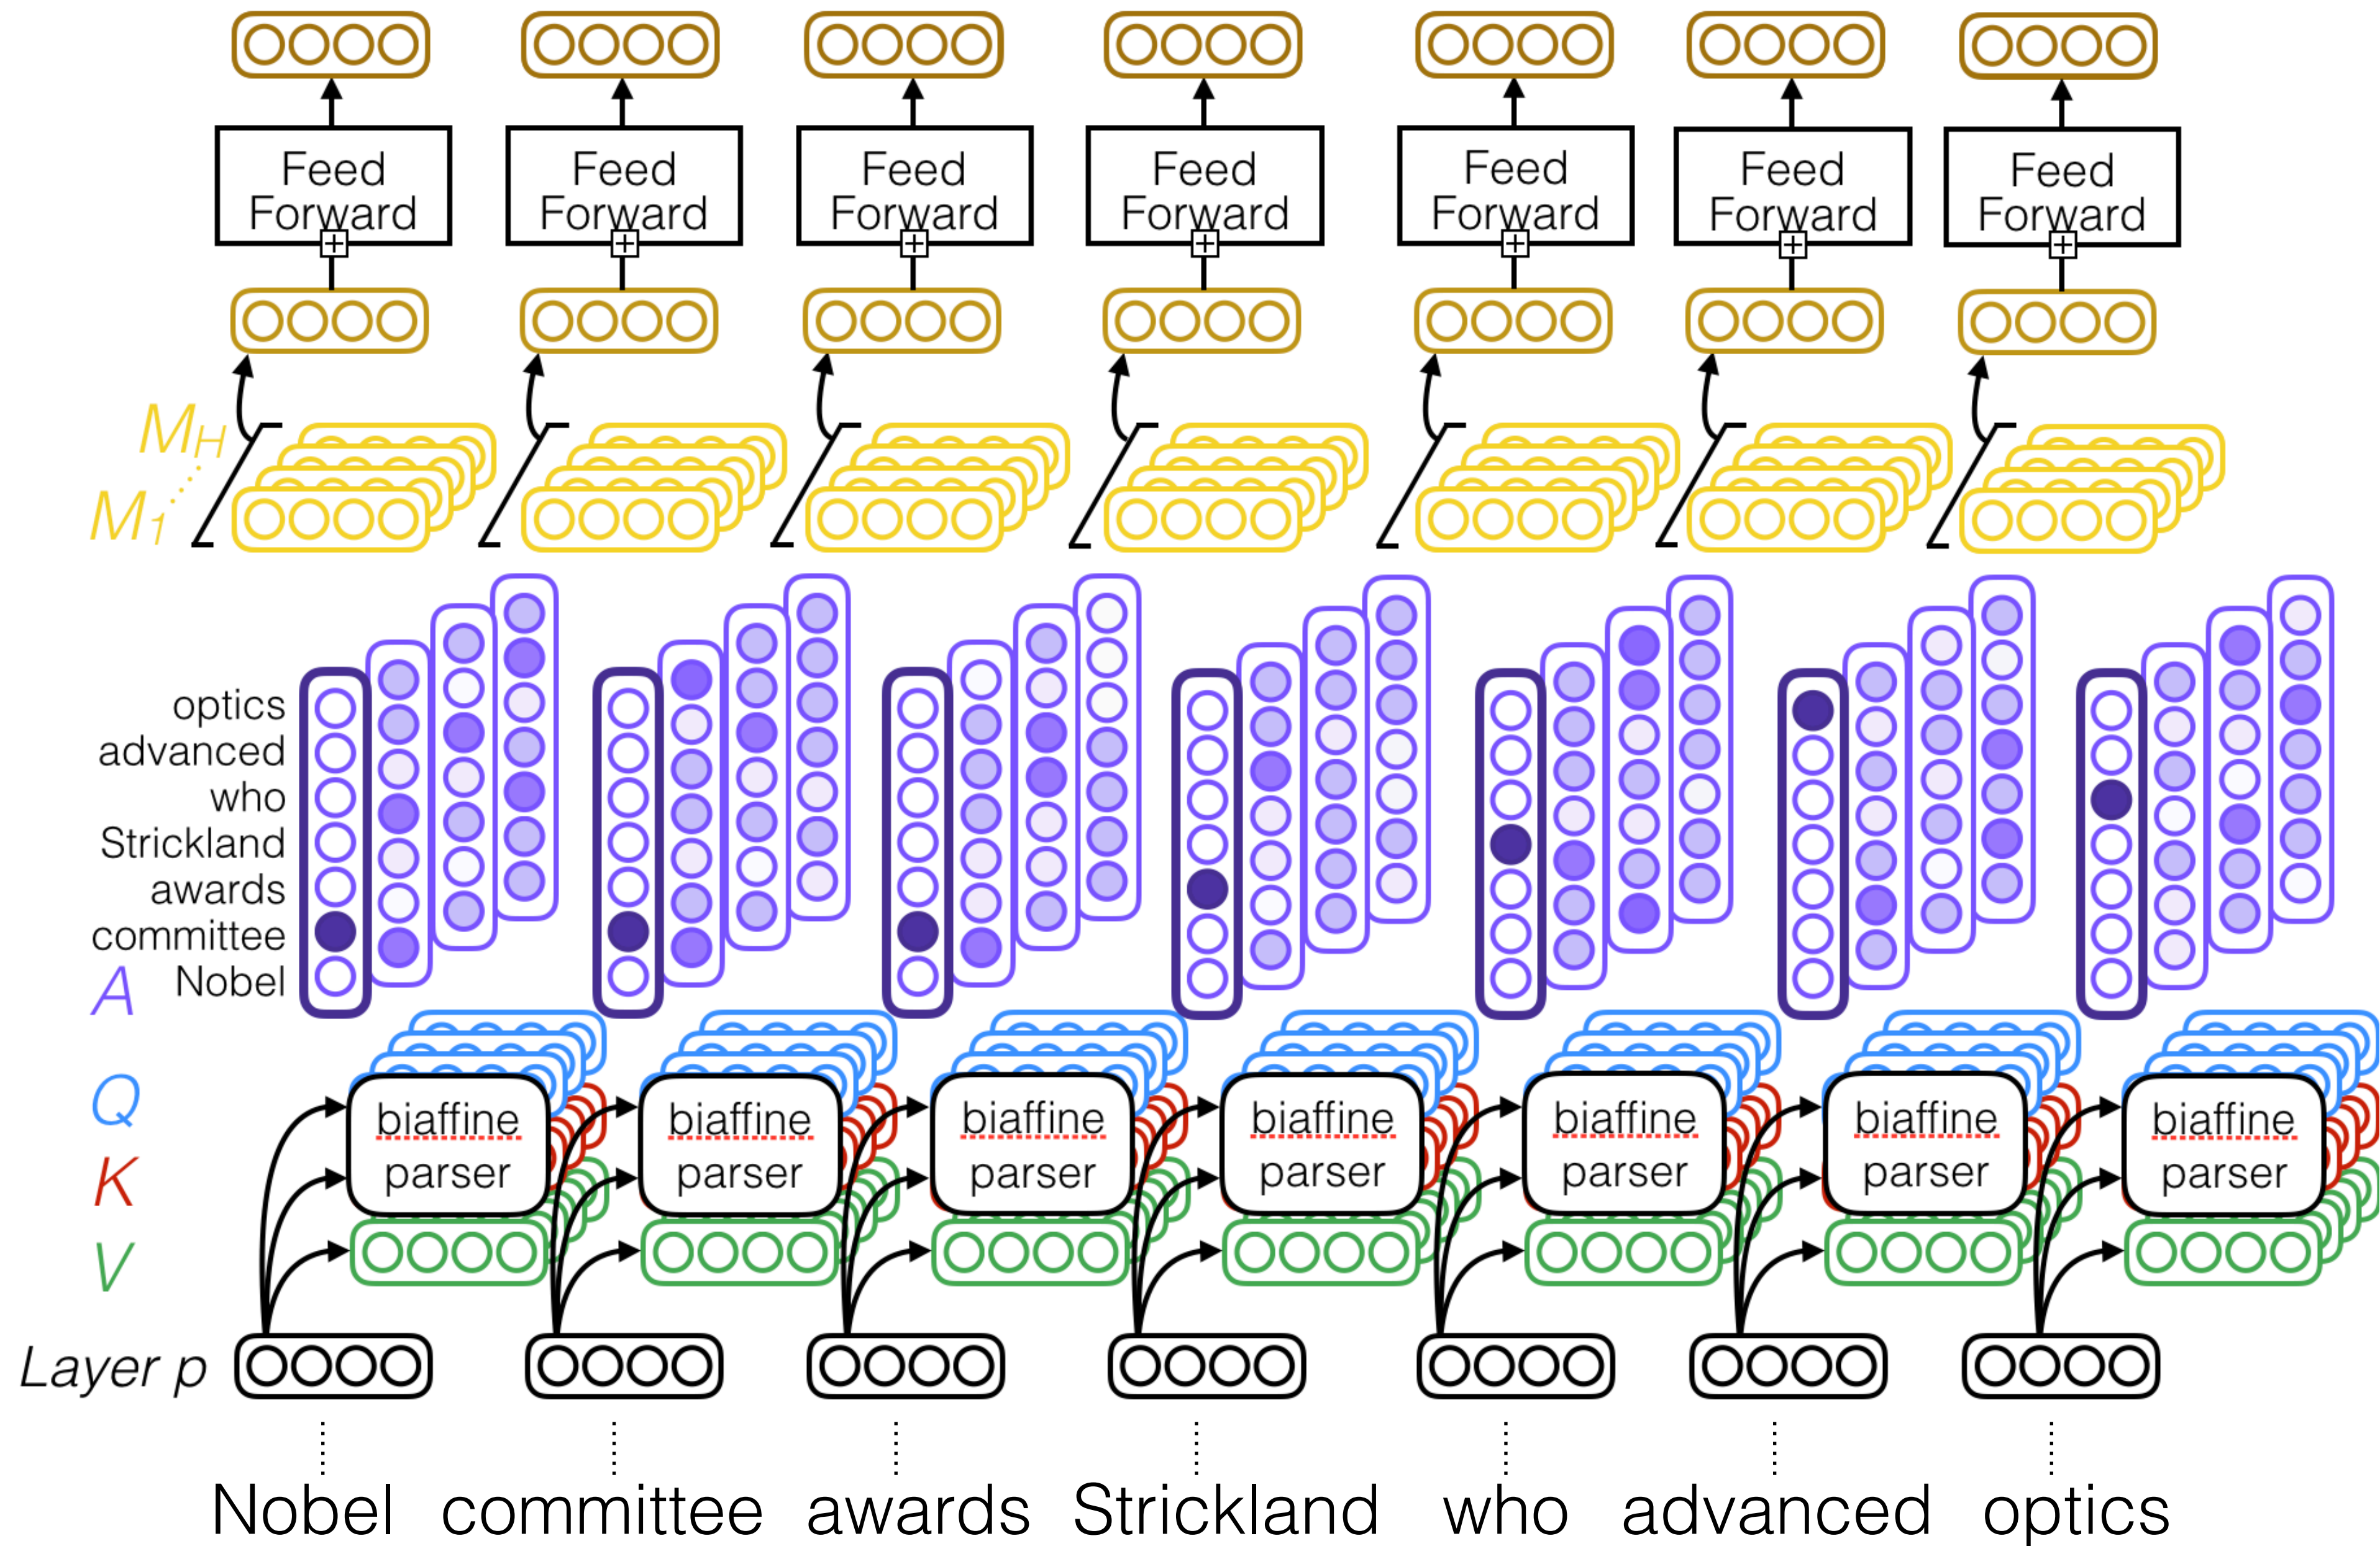 Feed Forward
Feed Forward
Feed Forward
Feed Forward
Feed Forward
Feed Forward
Feed Forward
M_H
M_1
optics
advanced
who
Strickland
awards
committee
Nobel
A
Q
K
V
biaffine parser
biaffine parser
biaffine parser
biaffine parser
biaffine parser
biaffine parser
biaffine parser
Layer p
Nobel committee awards Strickland who advanced optics